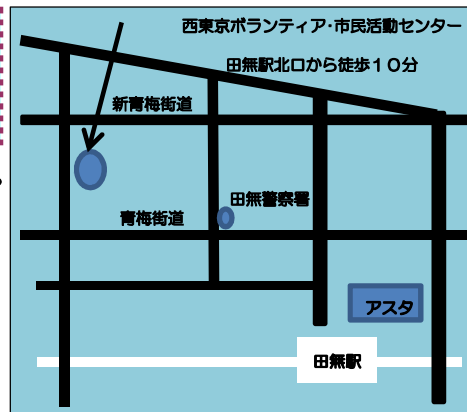 西東京ボランティア・市民活動センター
田無駅北口から徒歩１０分
新青梅街道
田無警察署
青梅街道
アスタ
田無駅